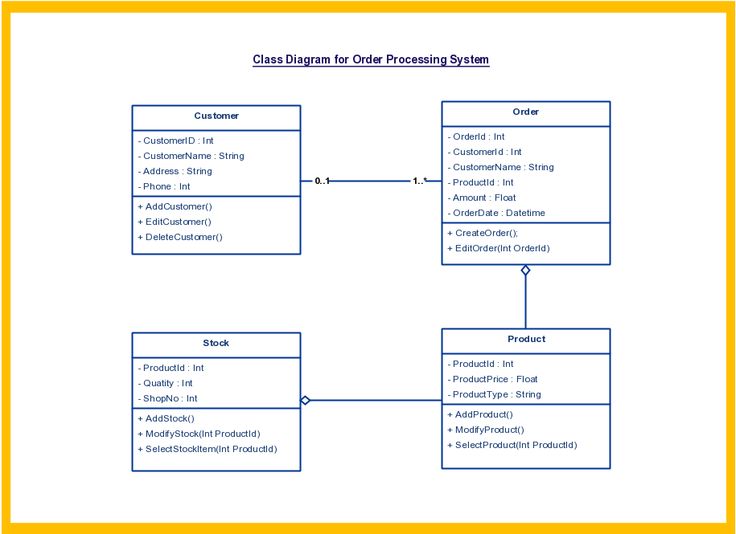 Class Diagram for Order Processing System
Customer
- CustomerID : Int
- CustomerName : String
- Address : String
- Phone : Int
+ AddCustomer()
+ EditCustomer()
+ DeleteCustomer()
0..1
1..*
Order
- OrderId : Int
- CustomerId : Int
- CustomerName : String
- ProductId : Int
- Amount : Float
- OrderDate : Datetime
+ CreateOrder();
+ EditOrder(Int OrderId)
Stock
- ProductId : Int
- Quatity : Int
- ShopNo : Int
+ AddStock()
+ ModifyStock(Int ProductId)
+ SelectStockItem(Int ProductId)
Product
- ProductId : Int
- ProductPrice : Float
- ProductType : String
+ AddProduct()
+ ModifyProduct()
+ SelectProduct(Int ProductId)